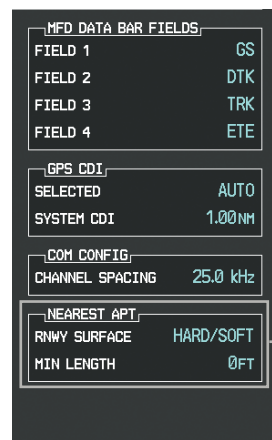 MFD DATA BAR FIELDS
FIELD 1 GS
FIELD 2 DTK
FIELD 3 TRK
FIELD 4 ETE
GPS CDI
SELECTED AUTO
SYSTEM CDI 1.00NM
COM CONFIG
CHANNEL SPACING 25.0 kHz
NEAREST APT
RNWY SURFACE HARD/SOFT
MIN LENGTH 0FT